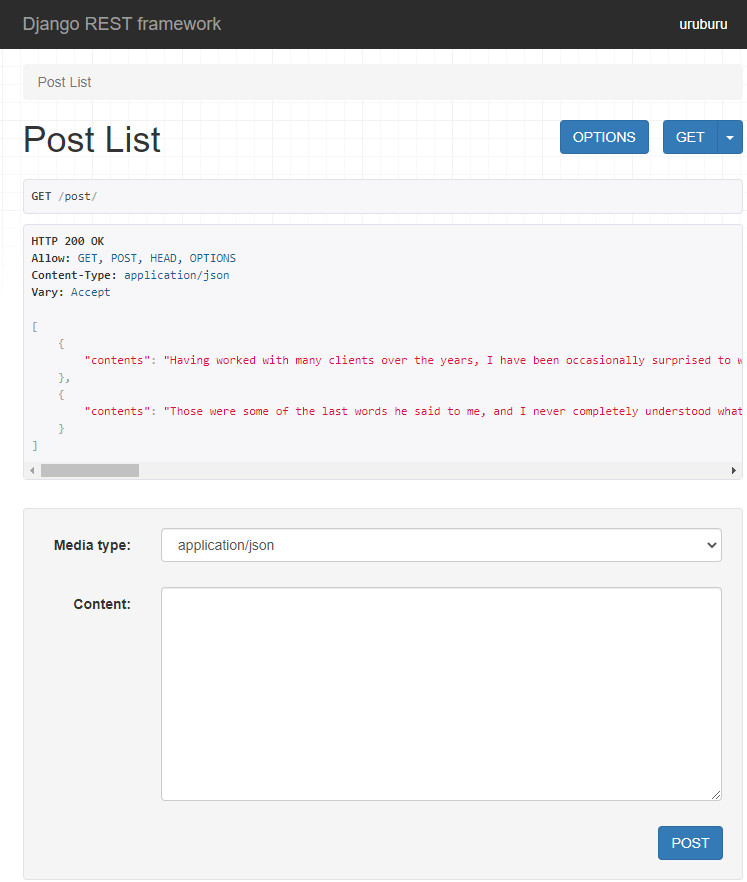 Django REST framework uruburu
Post List
Post List OPTIONS GET
GET /post/
HTTP 200 OK
Allow: GET, POST, HEAD, OPTIONS
Content-Type: application/json
Vary: Accept
[
{
"contents": "Having worked with many clients over the years, I have been occasionally surprised to
},
{
"contents": "Those were some of the last words he said to me, and I never completely understood what
}
]
Media type: application/json
Content:
POST